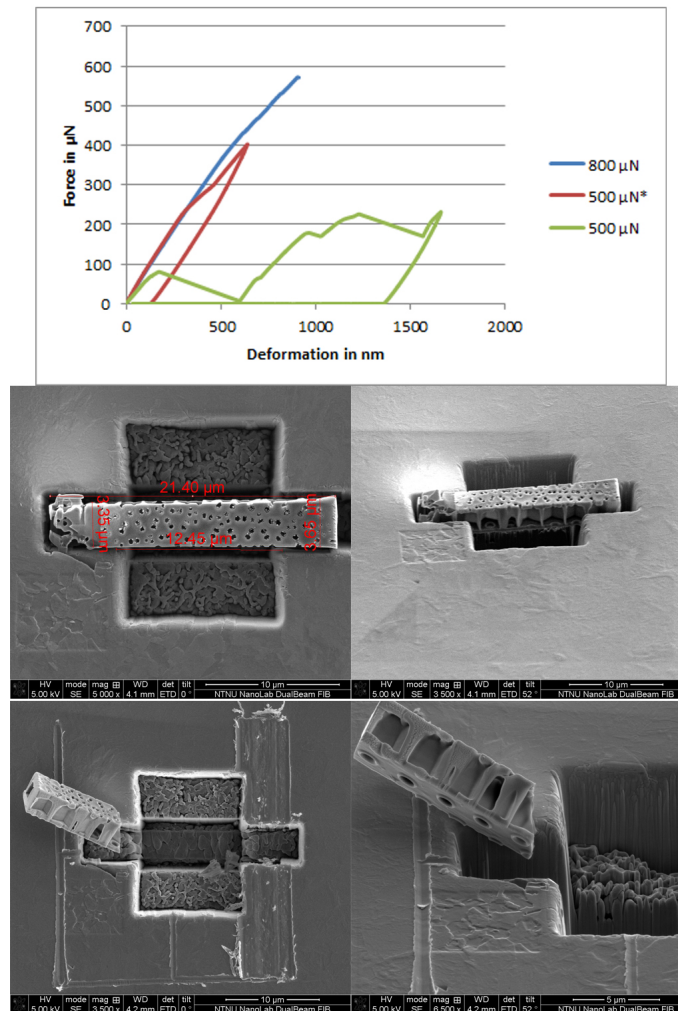 700
600
500
400
300
200
100
0
Force in µN
0 500 1000 1500 2000
Deformation in nm
800 µN
500 µN*
500 µN
21.40 µm
3.35 µm
12.46 µm
3.65 µm
HV mode mag ⊞ WD det tilt 10 µm
5.00 kV SE 5 000 x 4.1 mm ETD 0 ° NTNU NanoLab DualBeam FIB
HV mode mag ⊞ WD det tilt 10 µm
5.00 kV SE 3 500 x 4.1 mm ETD 52 ° NTNU NanoLab DualBeam FIB
HV mode mag ⊞ WD det tilt 10 µm
5.00 kV SE 3 500 x 4.2 mm ETD 0 ° NTNU NanoLab DualBeam FIB
HV mode mag ⊞ WD det tilt 5 µm
5.00 kV SE 6 500 x 4.2 mm ETD 52 ° NTNU NanoLab DualBeam FIB